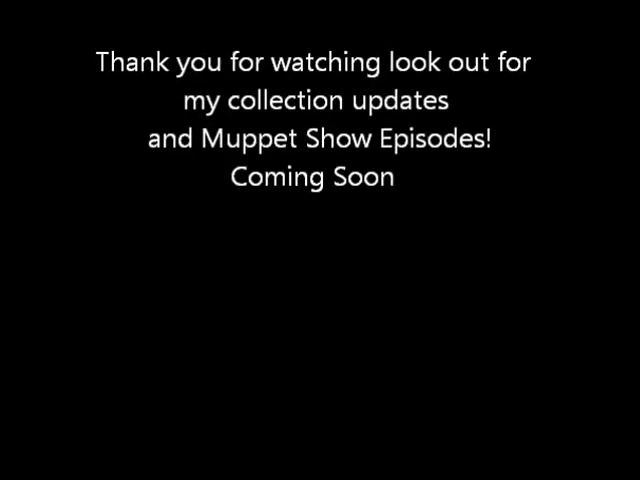 Thank you for watching look out for
my collection updates
and Muppet Show Episodes!
Coming Soon